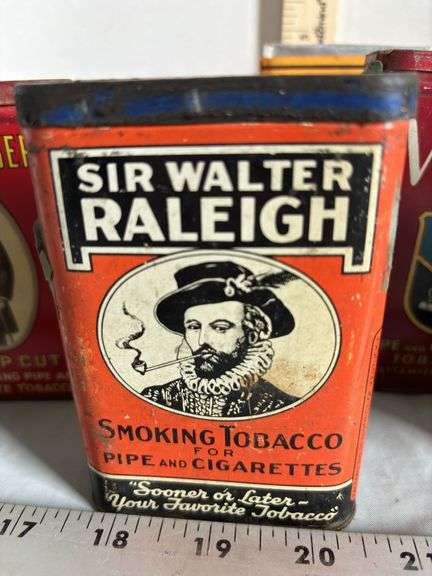 SIR WALTER
RALEIGH
SMOKING TOBACCO
FOR
PIPE AND CIGARETTES
"Sooner or Later-
Your Favorite Tobacco"
P CUT
17 18 19 20 21